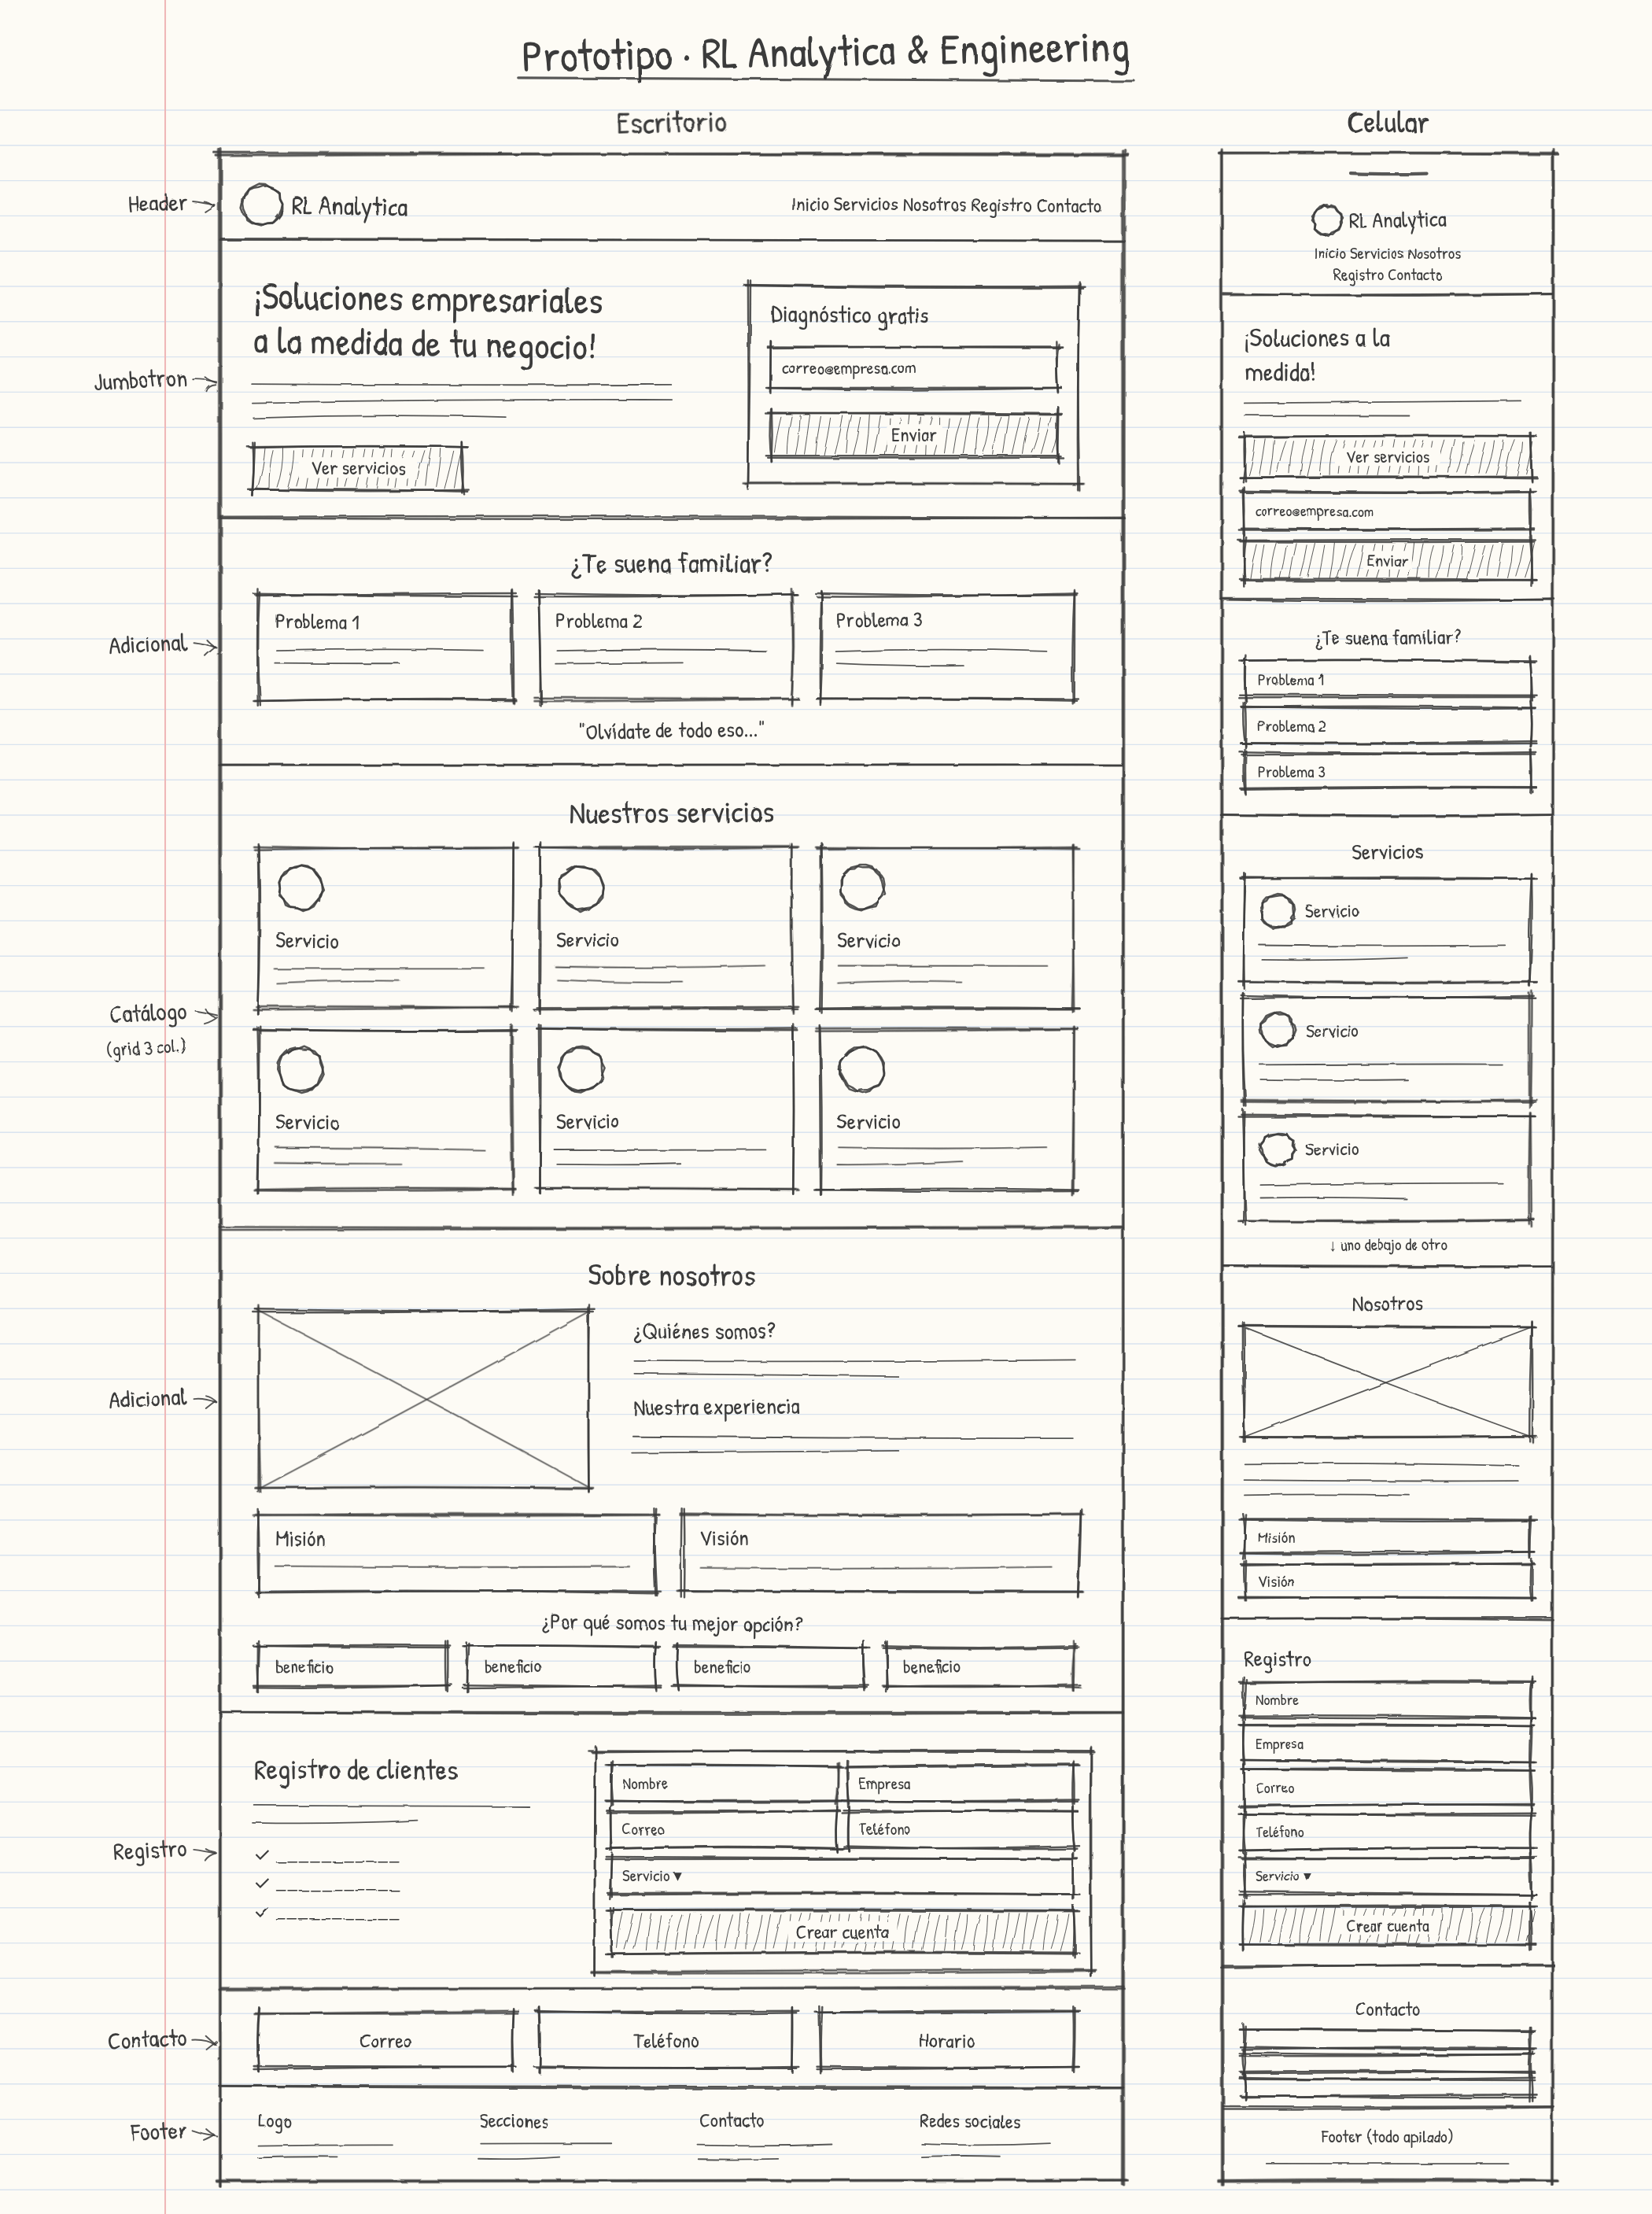 Prototipo · RL Analytica & Engineering
Escritorio
Header →
RL Analytica
Inicio Servicios Nosotros Registro Contacto
Jumbotron →
¡Soluciones empresariales
a la medida de tu negocio!
Ver servicios
Diagnóstico gratis
correo@empresa.com
Enviar
Adicional →
¿Te suena familiar?
Problema 1
Problema 2
Problema 3
"Olvídate de todo eso..."
Catálogo →
(grid 3 col.)
Nuestros servicios
Servicio
Servicio
Servicio
Servicio
Servicio
Servicio
Adicional →
Sobre nosotros
¿Quiénes somos?
Nuestra experiencia
Misión
Visión
¿Por qué somos tu mejor opción?
beneficio
beneficio
beneficio
beneficio
Registro →
Registro de clientes
Nombre
Empresa
Correo
Teléfono
Servicio ▾
Crear cuenta
Contacto →
Correo
Teléfono
Horario
Footer →
Logo
Secciones
Contacto
Redes sociales
Celular
RL Analytica
Inicio Servicios Nosotros
Registro Contacto
¡Soluciones a la
medida!
Ver servicios
correo@empresa.com
Enviar
¿Te suena familiar?
Problema 1
Problema 2
Problema 3
Servicios
Servicio
Servicio
Servicio
↓ uno debajo de otro
Nosotros
Misión
Visión
Registro
Nombre
Empresa
Correo
Teléfono
Servicio ▾
Crear cuenta
Contacto
Footer (todo apilado)